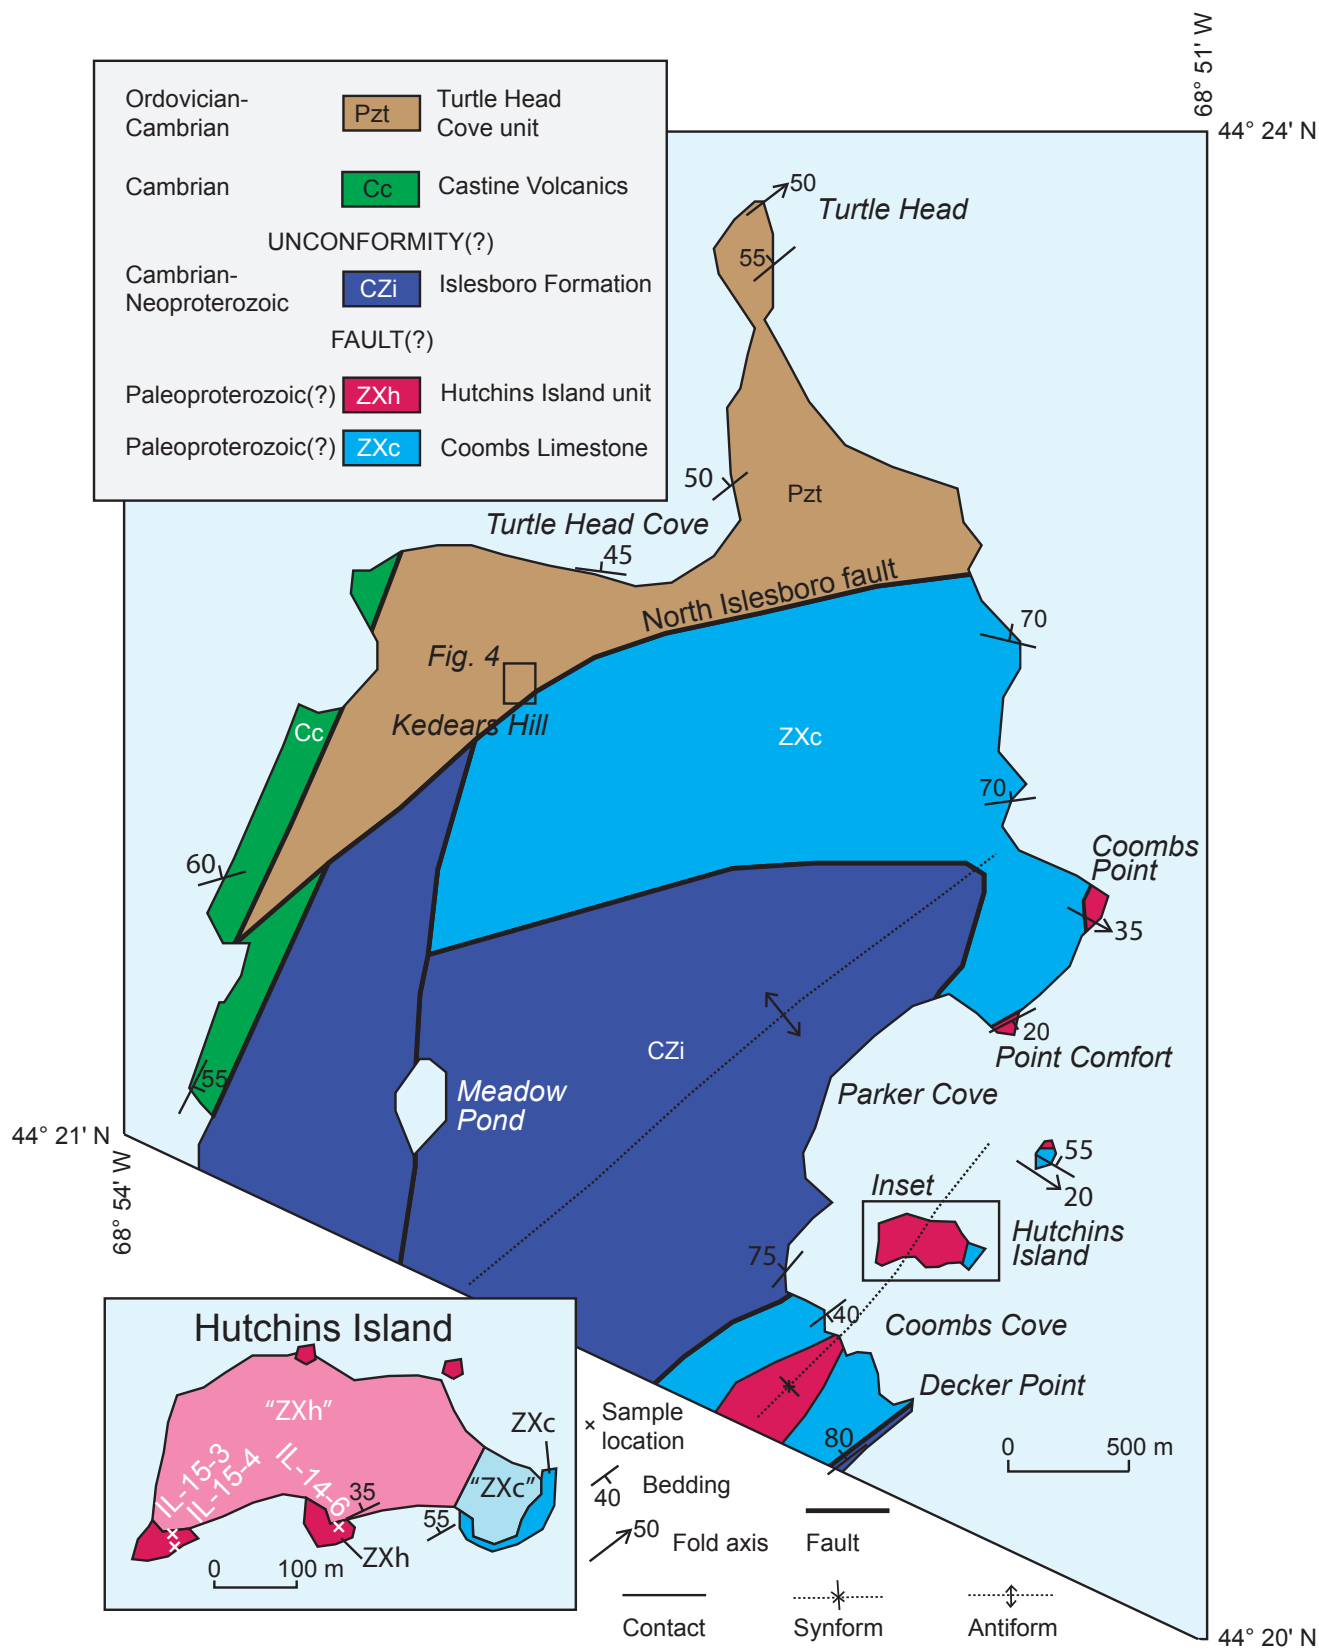 68° 51' W
44° 24' N
Ordovician-
Cambrian
Pzt
Turtle Head
Cove unit
Cambrian
Cc
Castine Volcanics
UNCONFORMITY(?)
Cambrian-
Neoproterozoic
CZi
Islesboro Formation
FAULT(?)
Paleoproterozoic(?)
ZXh
Hutchins Island unit
Paleoproterozoic(?)
ZXc
Coombs Limestone
50
Turtle Head
55
50
Pzt
Turtle Head Cove
45
North Islesboro fault
70
Fig. 4
Kedears Hill
Cc
ZXc
70
Coombs
Point
60
35
20
CZi
Point Comfort
55
Meadow
Pond
Parker Cove
44° 21' N
68° 54' W
55
20
Inset
Hutchins
Island
75
40
Coombs Cove
Decker Point
80
0
500 m
Hutchins Island
"ZXh"
ZXc
IL-15-3
IL-15-4
IL-14-6
35
"ZXc"
55
ZXh
0
100 m
Sample
location
Bedding
40
50
Fold axis
Fault
Contact
Synform
Antiform
44° 20' N